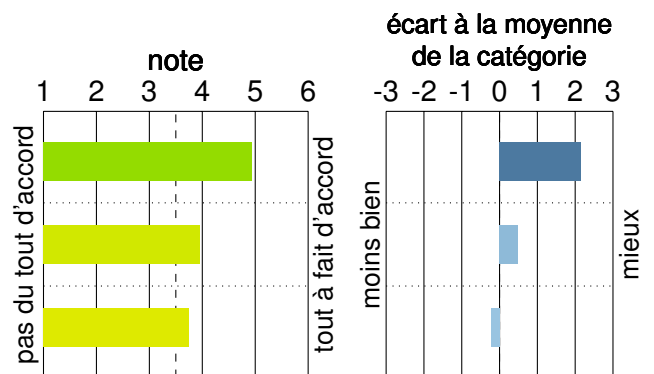 note
1 2 3 4 5 6
pas du tout d'accord
tout à fait d'accord
écart à la moyenne
de la catégorie
-3 -2 -1 0 1 2 3
moins bien
mieux